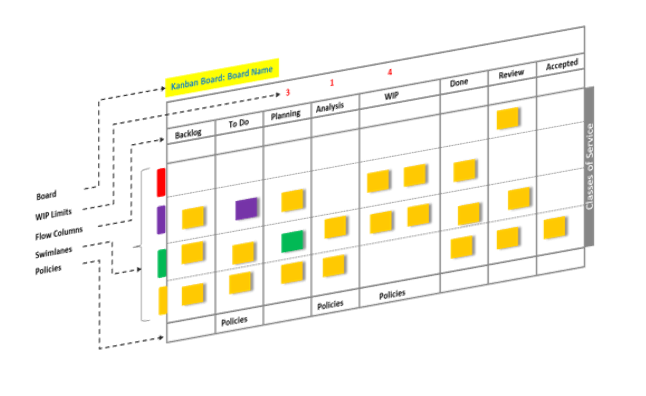 Kanban Board: Board Name
3
1
4
Backlog
To Do
Planning
Analysis
WIP
Done
Review
Accepted
Board
WIP Limits
Flow Columns
Swimlanes
Policies
Classes of Service
Policies
Policies
Policies